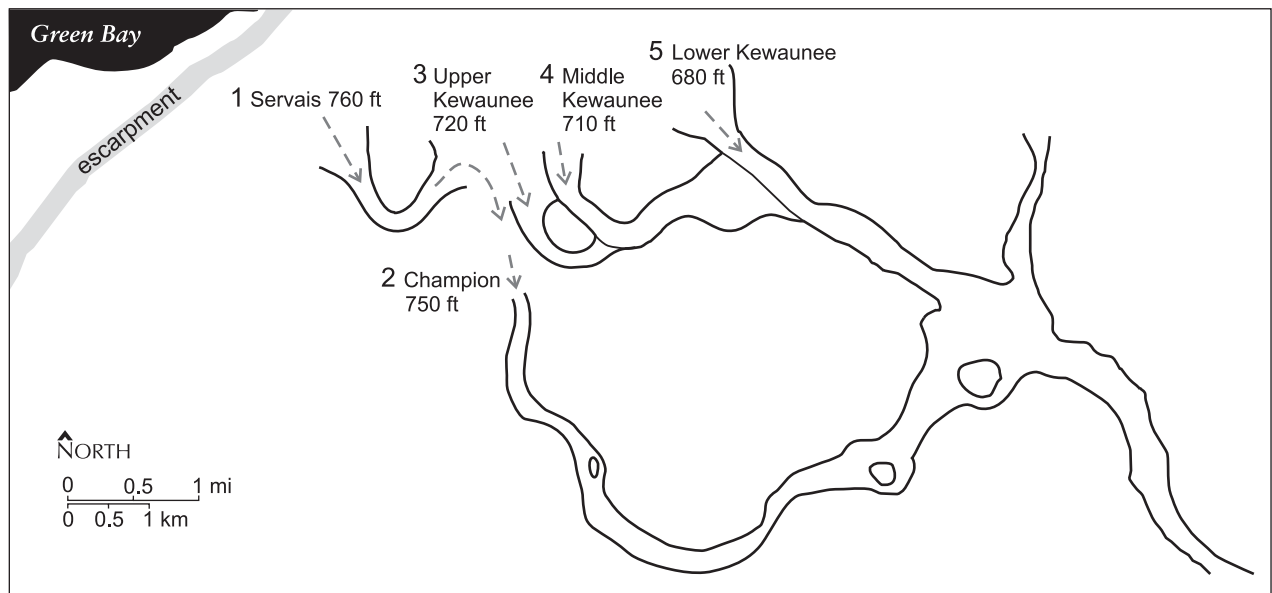 Green Bay
escarpment
1 Servais 760 ft
3 Upper
Kewaunee
720 ft
4 Middle
Kewaunee
710 ft
5 Lower Kewaunee
680 ft
2 Champion
750 ft
NORTH
0 0.5 1 mi
0 0.5 1 km